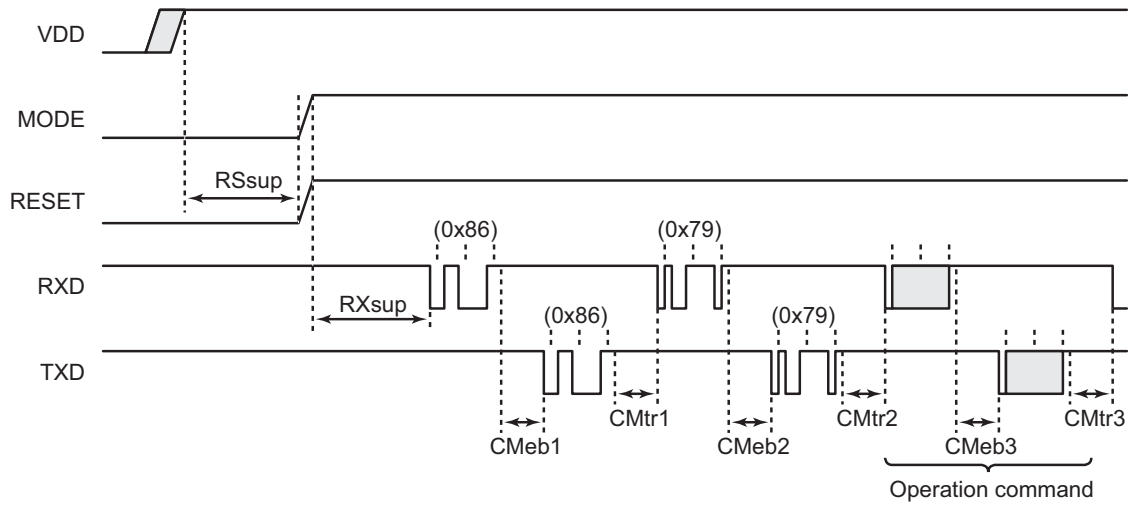 VDD
MODE
RSsup
RESET
(0x86)
(0x79)
RXD
RXsup
(0x86)
(0x79)
TXD
CMeb1
CMtr1
CMeb2
CMtr2
CMeb3
CMtr3
Operation command